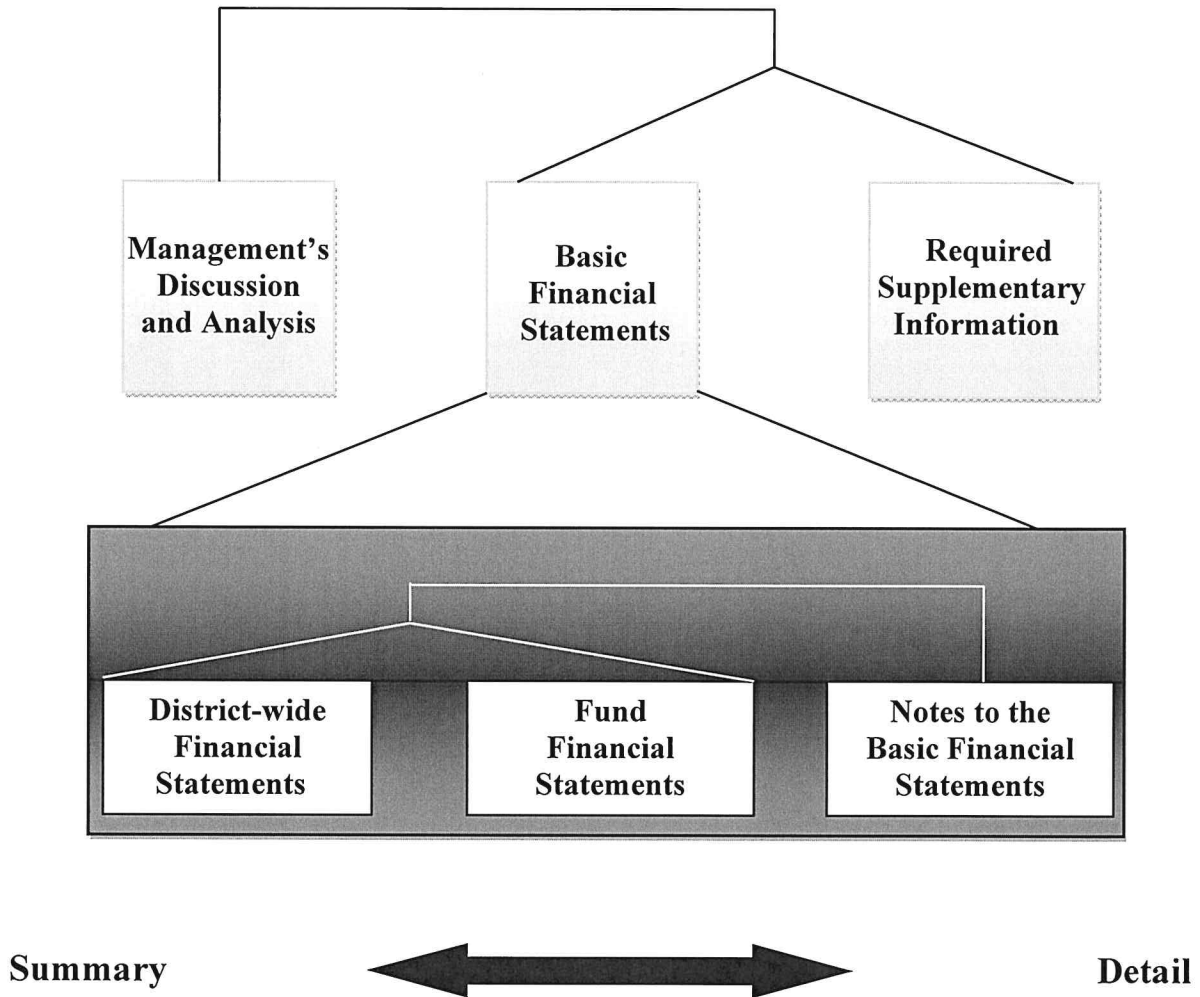 Management’s
Discussion
and Analysis
Basic
Financial
Statements
Required
Supplementary
Information
District-wide
Financial
Statements
Fund
Financial
Statements
Notes to the
Basic Financial
Statements
Summary
Detail